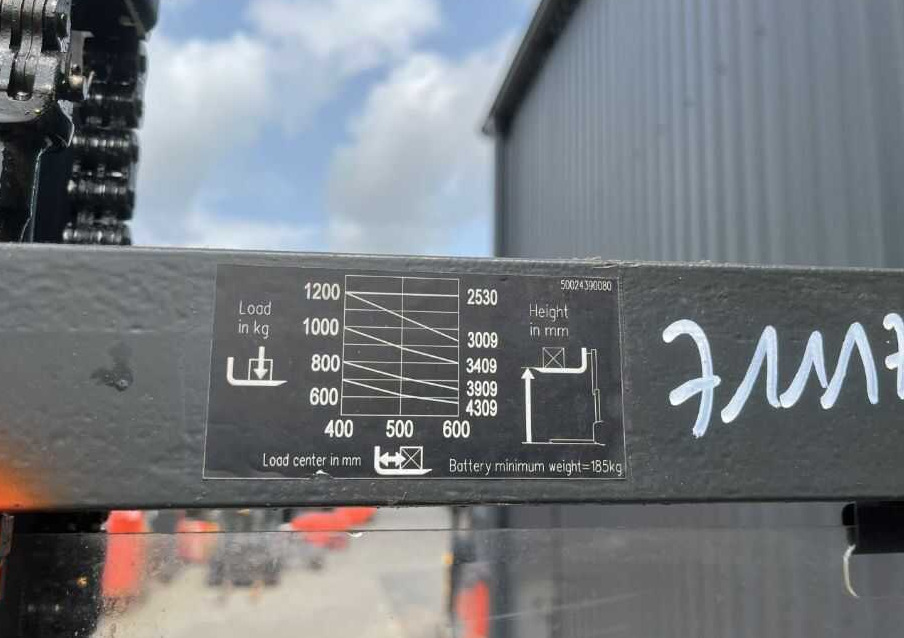 50024390080
Load
in kg
1200
1000
800
600
400 500 600
2530
3009
3409
3909
4309
Height
in mm
Load center in mm
Battery minimum weight=185kg